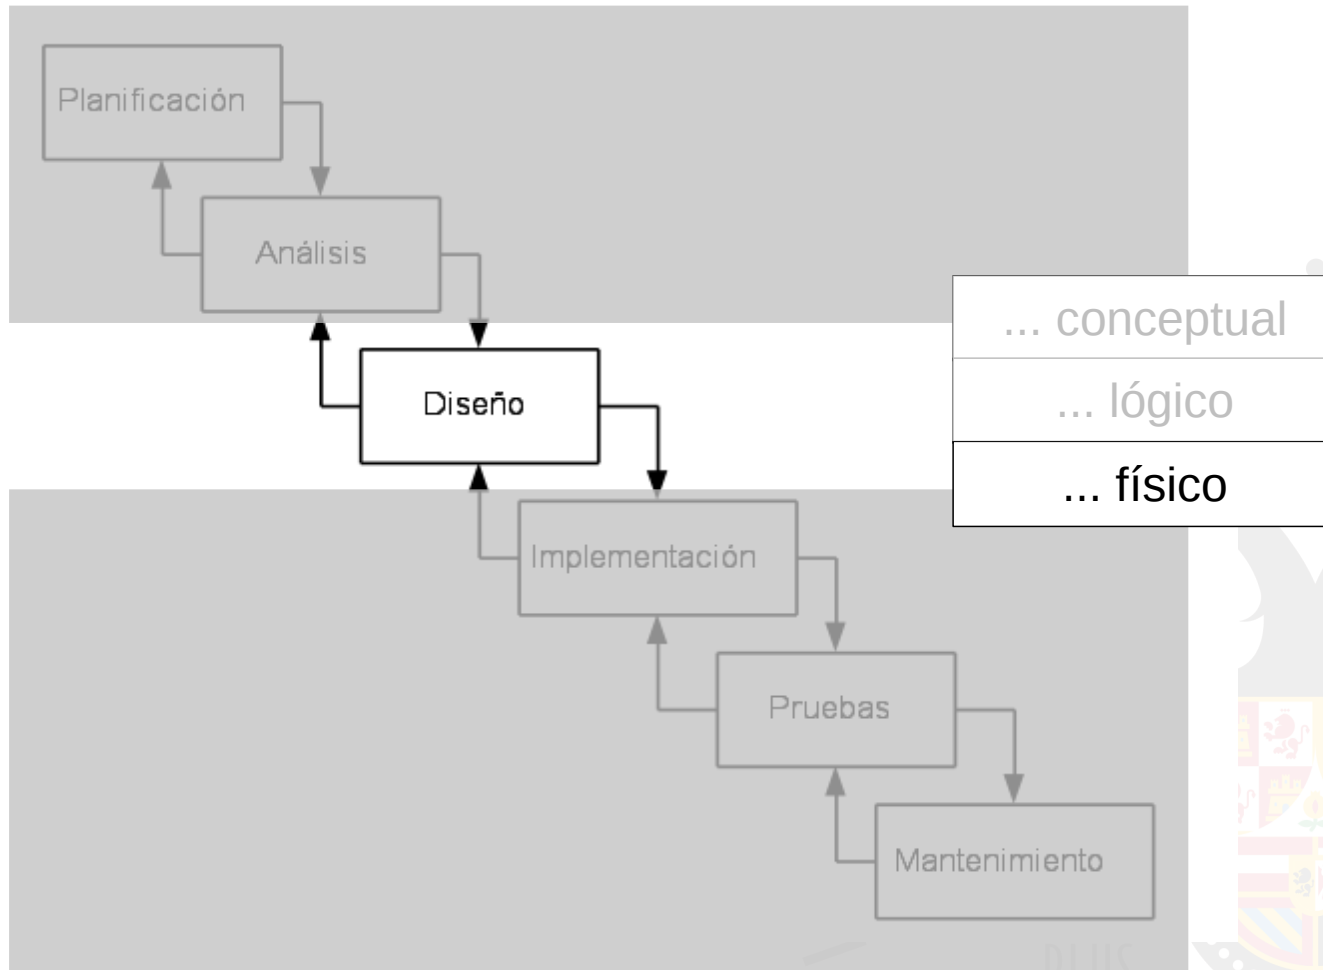 Planificación
Análisis
... conceptual
Diseño
... lógico
... físico
Implementación
Pruebas
Mantenimiento